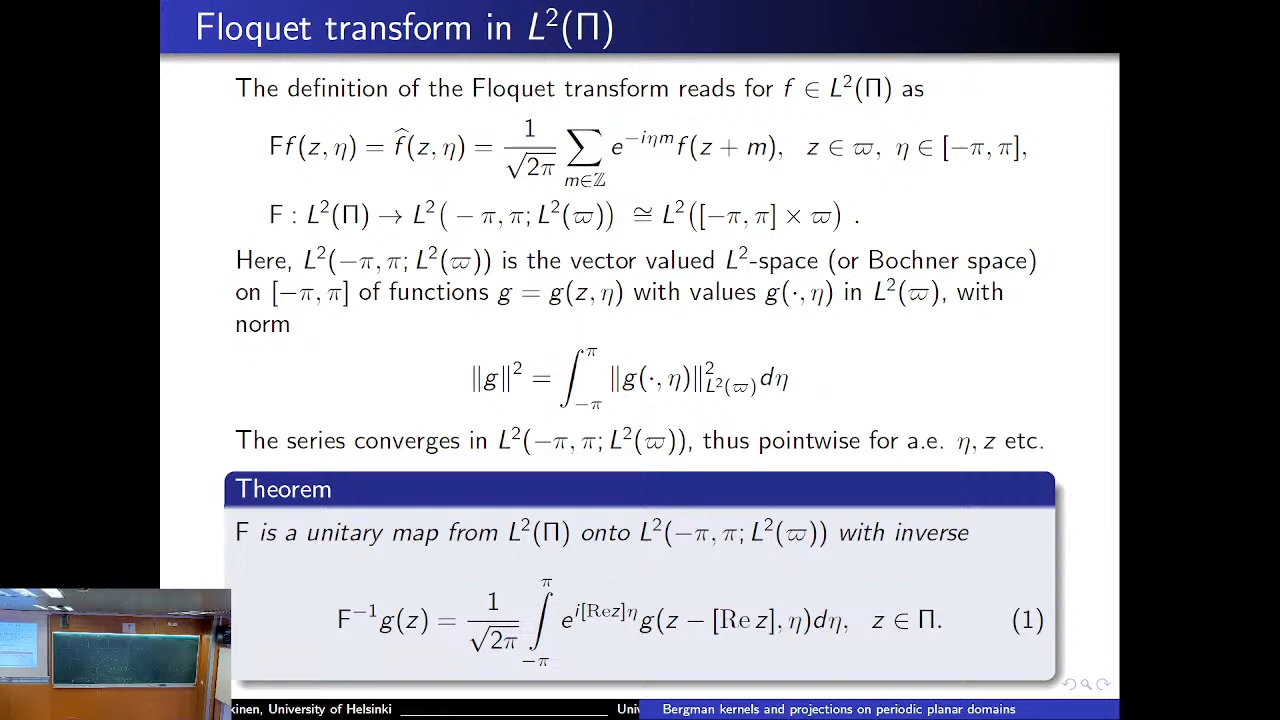 Floquet transform in L²(Π)
The definition of the Floquet transform reads for f ∈ L²(Π) as
Ff(z, η) = f̂(z, η) = 1/√2π ∑_{m∈ℤ} e^{−iηm} f(z + m), z ∈ ϖ, η ∈ [−π, π],
F : L²(Π) → L²( − π, π; L²(ϖ)) ≅ L²([−π, π] × ϖ) .
Here, L²(−π, π; L²(ϖ)) is the vector valued L²-space (or Bochner space)
on [−π, π] of functions g = g(z, η) with values g(·, η) in L²(ϖ), with
norm
‖g‖² = ∫_{−π}^{π} ‖g(·, η)‖²_{L²(ϖ)} dη
The series converges in L²(−π, π; L²(ϖ)), thus pointwise for a.e. η, z etc.
Theorem
F is a unitary map from L²(Π) onto L²(−π, π; L²(ϖ)) with inverse
F⁻¹g(z) = 1/√2π ∫_{−π}^{π} e^{i[Rez]η} g(z − [Re z], η)dη, z ∈ Π. (1)
kinen, University of Helsinki Univ Bergman kernels and projections on periodic planar domains